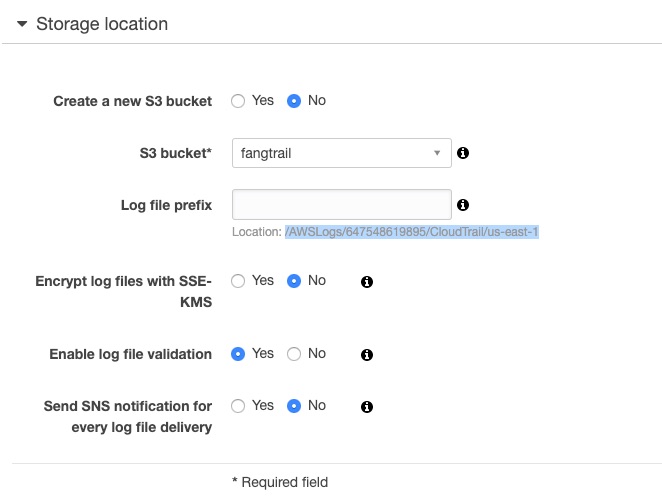 Storage location
Create a new S3 bucket Yes No
S3 bucket* fangtrail
Log file prefix
Location: /AWSLogs/647548619895/CloudTrail/us-east-1
Encrypt log files with SSE- Yes No
KMS
Enable log file validation Yes No
Send SNS notification for Yes No
every log file delivery
* Required field